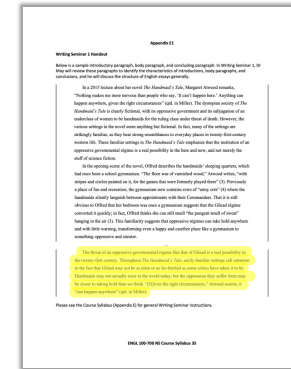 Appendix E1
Writing Seminar 1 Handout
Below is a sample introductory paragraph, body paragraph, and concluding paragraph. In Writing Seminar 1, Dr
May will review these paragraphs to identify the characteristics of introductions, body paragraphs, and
conclusions, and he will discuss the structure of English essays generally.
In a 2015 lecture about her novel The Handmaid's Tale, Margaret Atwood remarks,
"Nothing makes me more nervous than people who say, 'It can't happen here.' Anything can
happen anywhere, given the right circumstances" (qtd. in Miller). The dystopian society of The
Handmaid's Tale is clearly fictional, with its oppressive government and its subjugation of an
underclass of women to be handmaids for the ruling class under threat of death. However, the
various settings in the novel seem anything but fictional. In fact, many of the settings are
strikingly familiar, as they bear strong resemblances to everyday places in twenty-first century
western life. These familiar settings in The Handmaid's Tale emphasize that the institution of an
oppressive governmental regime is a real possibility in the here and now, and not merely the
stuff of science fiction.
In the opening scene of the novel, Offred describes the handmaids' sleeping quarters, which
had once been a school gymnasium. "The floor was of varnished wood," Atwood writes, "with
stripes and circles painted on it, for the games that were formerly played there" (3). Previously
a place of fun and recreation, the gymnasium now contains rows of "army cots" (4) where the
handmaids silently languish between appointments with their Commanders. That it is still
obvious to Offred that her bedroom was once a gymnasium suggests that the Gilead regime
converted it quickly; in fact, Offred thinks she can still smell "the pungent smell of sweat"
hanging in the air (3). This familiarity suggests that oppressive regimes can take hold anywhere
and with little warning, transforming even a happy and carefree place like a gymnasium to
something oppressive and sinister.
The threat of an oppressive governmental regime like that of Gilead is a real possibility in
the twenty-first century. Throughout The Handmaid's Tale, eerily familiar settings call attention
to the fact that Gilead may not be as alien or as far-fetched as some critics have taken it to be.
Handmaids may not actually exist in the world today, but the oppression they suffer from may
be closer to taking hold than we think. "[G]iven the right circumstances," Atwood asserts, it
"can happen anywhere" (qtd. in Miller).
Please see the Course Syllabus (Appendix E) for general Writing Seminar instructions.
ENGL 100-700 NS Course Syllabus 35